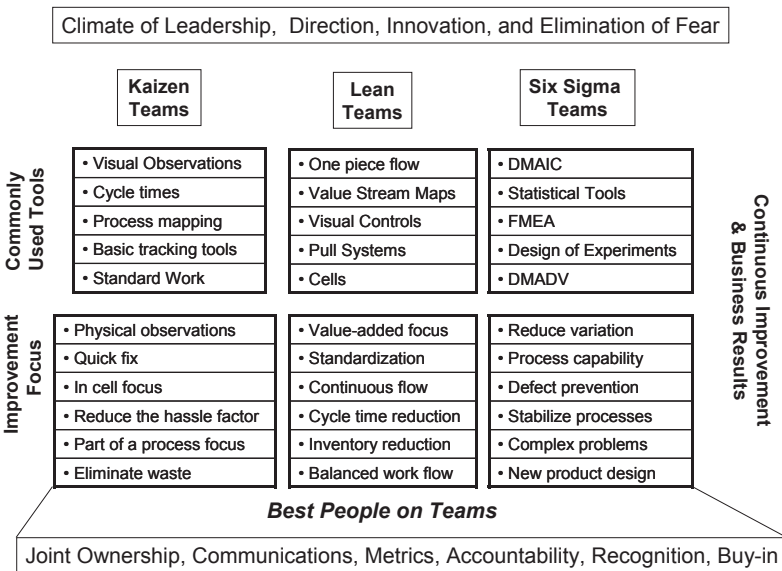 Climate of Leadership, Direction, Innovation, and Elimination of Fear
Kaizen
Teams
Lean
Teams
Six Sigma
Teams
Commonly
Used Tools
• Visual Observations
• Cycle times
• Process mapping
• Basic tracking tools
• Standard Work
• One piece flow
• Value Stream Maps
• Visual Controls
• Pull Systems
• Cells
• DMAIC
• Statistical Tools
• FMEA
• Design of Experiments
• DMADV
Improvement
Focus
• Physical observations
• Quick fix
• In cell focus
• Reduce the hassle factor
• Part of a process focus
• Eliminate waste
• Value-added focus
• Standardization
• Continuous flow
• Cycle time reduction
• Inventory reduction
• Balanced work flow
• Reduce variation
• Process capability
• Defect prevention
• Stabilize processes
• Complex problems
• New product design
Continuous Improvement
& Business Results
Best People on Teams
Joint Ownership, Communications, Metrics, Accountability, Recognition, Buy-in